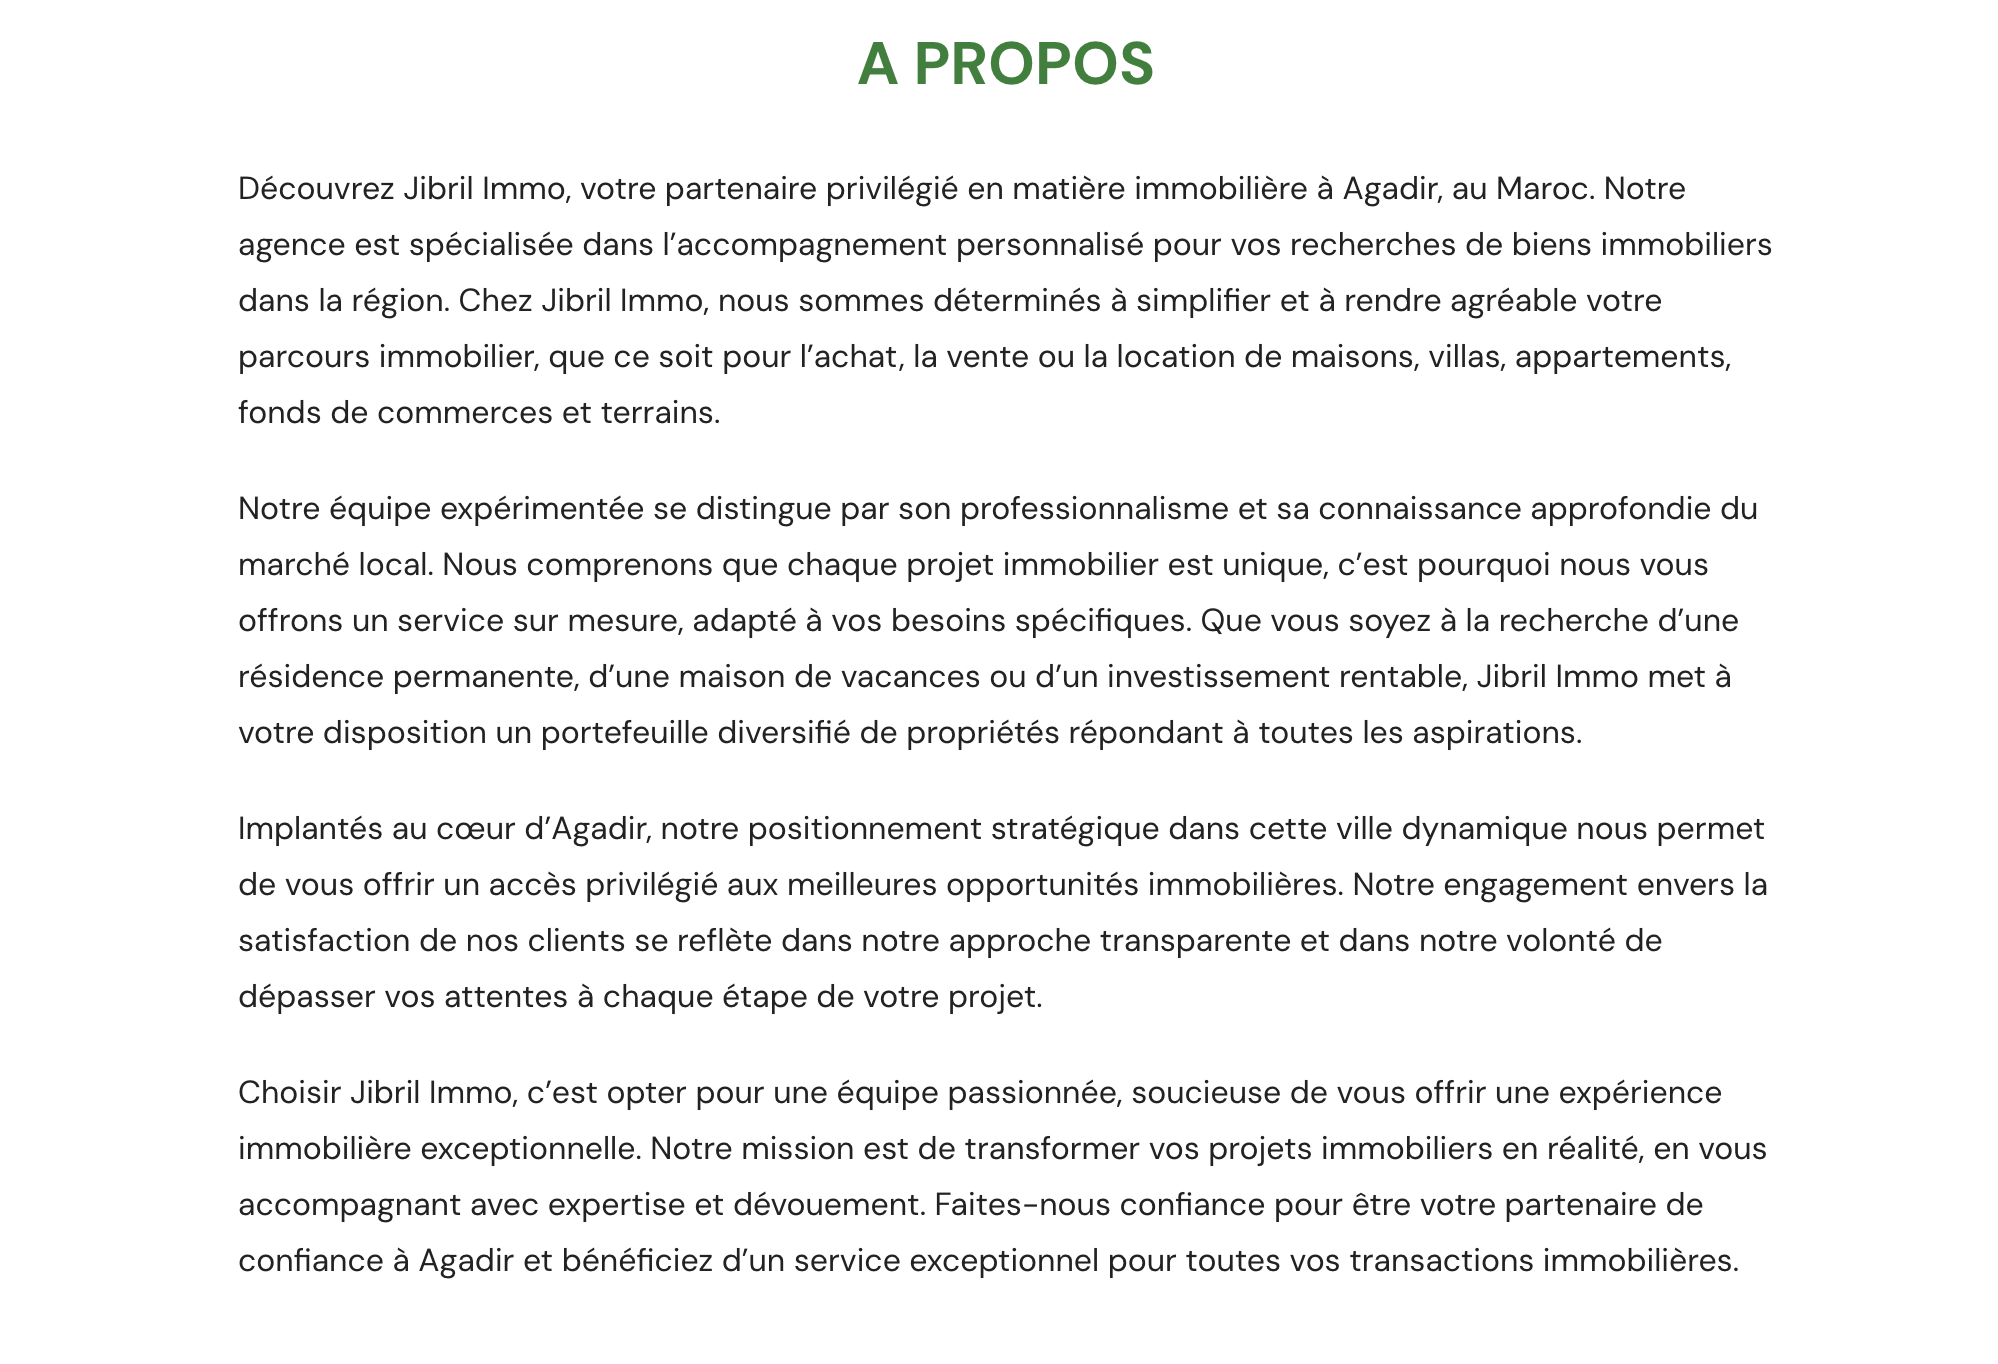 A PROPOS
Découvrez Jibril Immo, votre partenaire privilégié en matière immobilière à Agadir, au Maroc. Notre
agence est spécialisée dans l’accompagnement personnalisé pour vos recherches de biens immobiliers
dans la région. Chez Jibril Immo, nous sommes déterminés à simplifier et à rendre agréable votre
parcours immobilier, que ce soit pour l’achat, la vente ou la location de maisons, villas, appartements,
fonds de commerces et terrains.
Notre équipe expérimentée se distingue par son professionnalisme et sa connaissance approfondie du
marché local. Nous comprenons que chaque projet immobilier est unique, c’est pourquoi nous vous
offrons un service sur mesure, adapté à vos besoins spécifiques. Que vous soyez à la recherche d’une
résidence permanente, d’une maison de vacances ou d’un investissement rentable, Jibril Immo met à
votre disposition un portefeuille diversifié de propriétés répondant à toutes les aspirations.
Implantés au cœur d’Agadir, notre positionnement stratégique dans cette ville dynamique nous permet
de vous offrir un accès privilégié aux meilleures opportunités immobilières. Notre engagement envers la
satisfaction de nos clients se reflète dans notre approche transparente et dans notre volonté de
dépasser vos attentes à chaque étape de votre projet.
Choisir Jibril Immo, c’est opter pour une équipe passionnée, soucieuse de vous offrir une expérience
immobilière exceptionnelle. Notre mission est de transformer vos projets immobiliers en réalité, en vous
accompagnant avec expertise et dévouement. Faites-nous confiance pour être votre partenaire de
confiance à Agadir et bénéficiez d’un service exceptionnel pour toutes vos transactions immobilières.